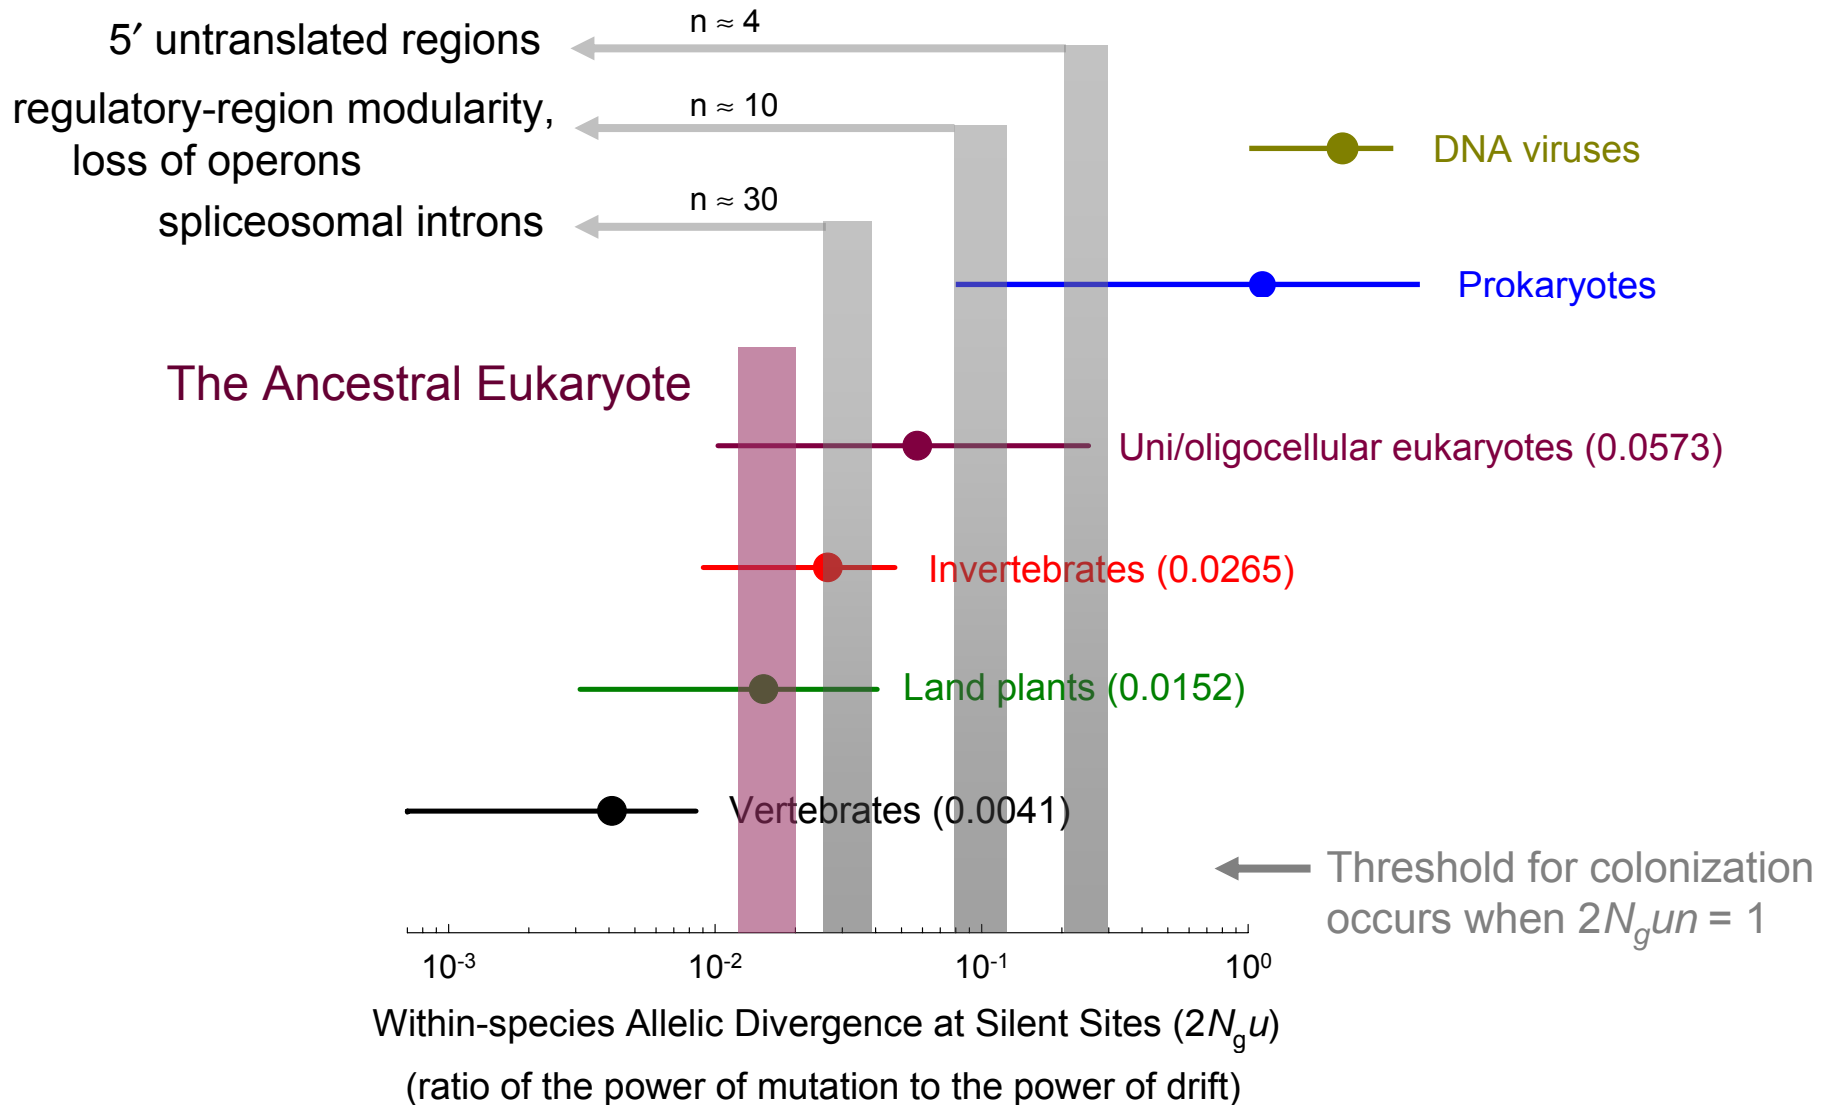 5′ untranslated regions
n ≈ 4
regulatory-region modularity,
loss of operons
n ≈ 10
spliceosomal introns
n ≈ 30
DNA viruses
Prokaryotes
The Ancestral Eukaryote
Uni/oligocellular eukaryotes (0.0573)
Invertebrates (0.0265)
Land plants (0.0152)
Vertebrates (0.0041)
Threshold for colonization
occurs when 2Ngun = 1
10-3 10-2 10-1 100
Within-species Allelic Divergence at Silent Sites (2Ngu)
(ratio of the power of mutation to the power of drift)